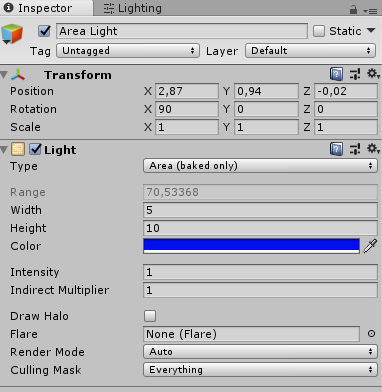 Inspector Lighting
Area Light Static
Tag Untagged Layer Default
Transform
Position X 2,87 Y 0,94 Z -0,02
Rotation X 90 Y 0 Z 0
Scale X 1 Y 1 Z 1
Light
Type Area (baked only)
Range 70,53368
Width 5
Height 10
Color
Intensity 1
Indirect Multiplier 1
Draw Halo
Flare None (Flare)
Render Mode Auto
Culling Mask Everything